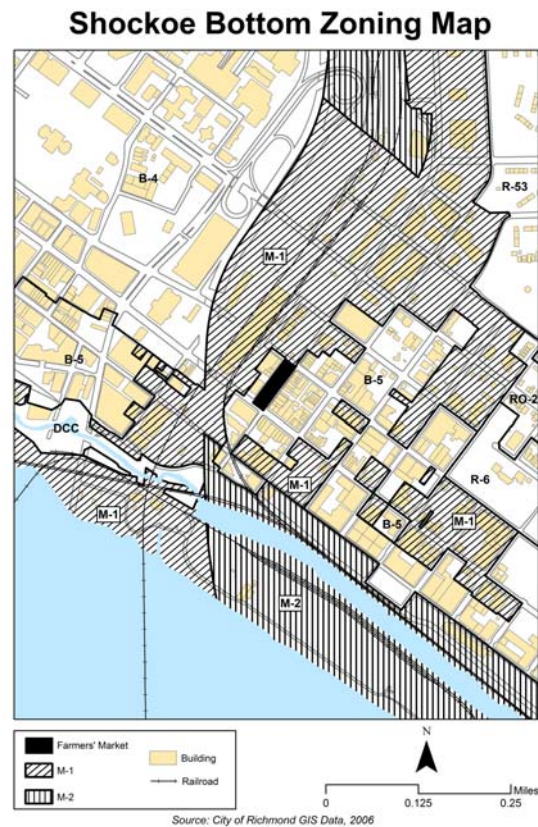 Shockoe Bottom Zoning Map
B-4
R-53
M-1
B-5
B-5
RO-2
DCC
R-6
M-1
M-1
B-5
M-1
M-2
Farmers' Market
M-1
M-2
Building
Railroad
N
Miles
0
0.125
0.25
Source: City of Richmond GIS Data, 2006